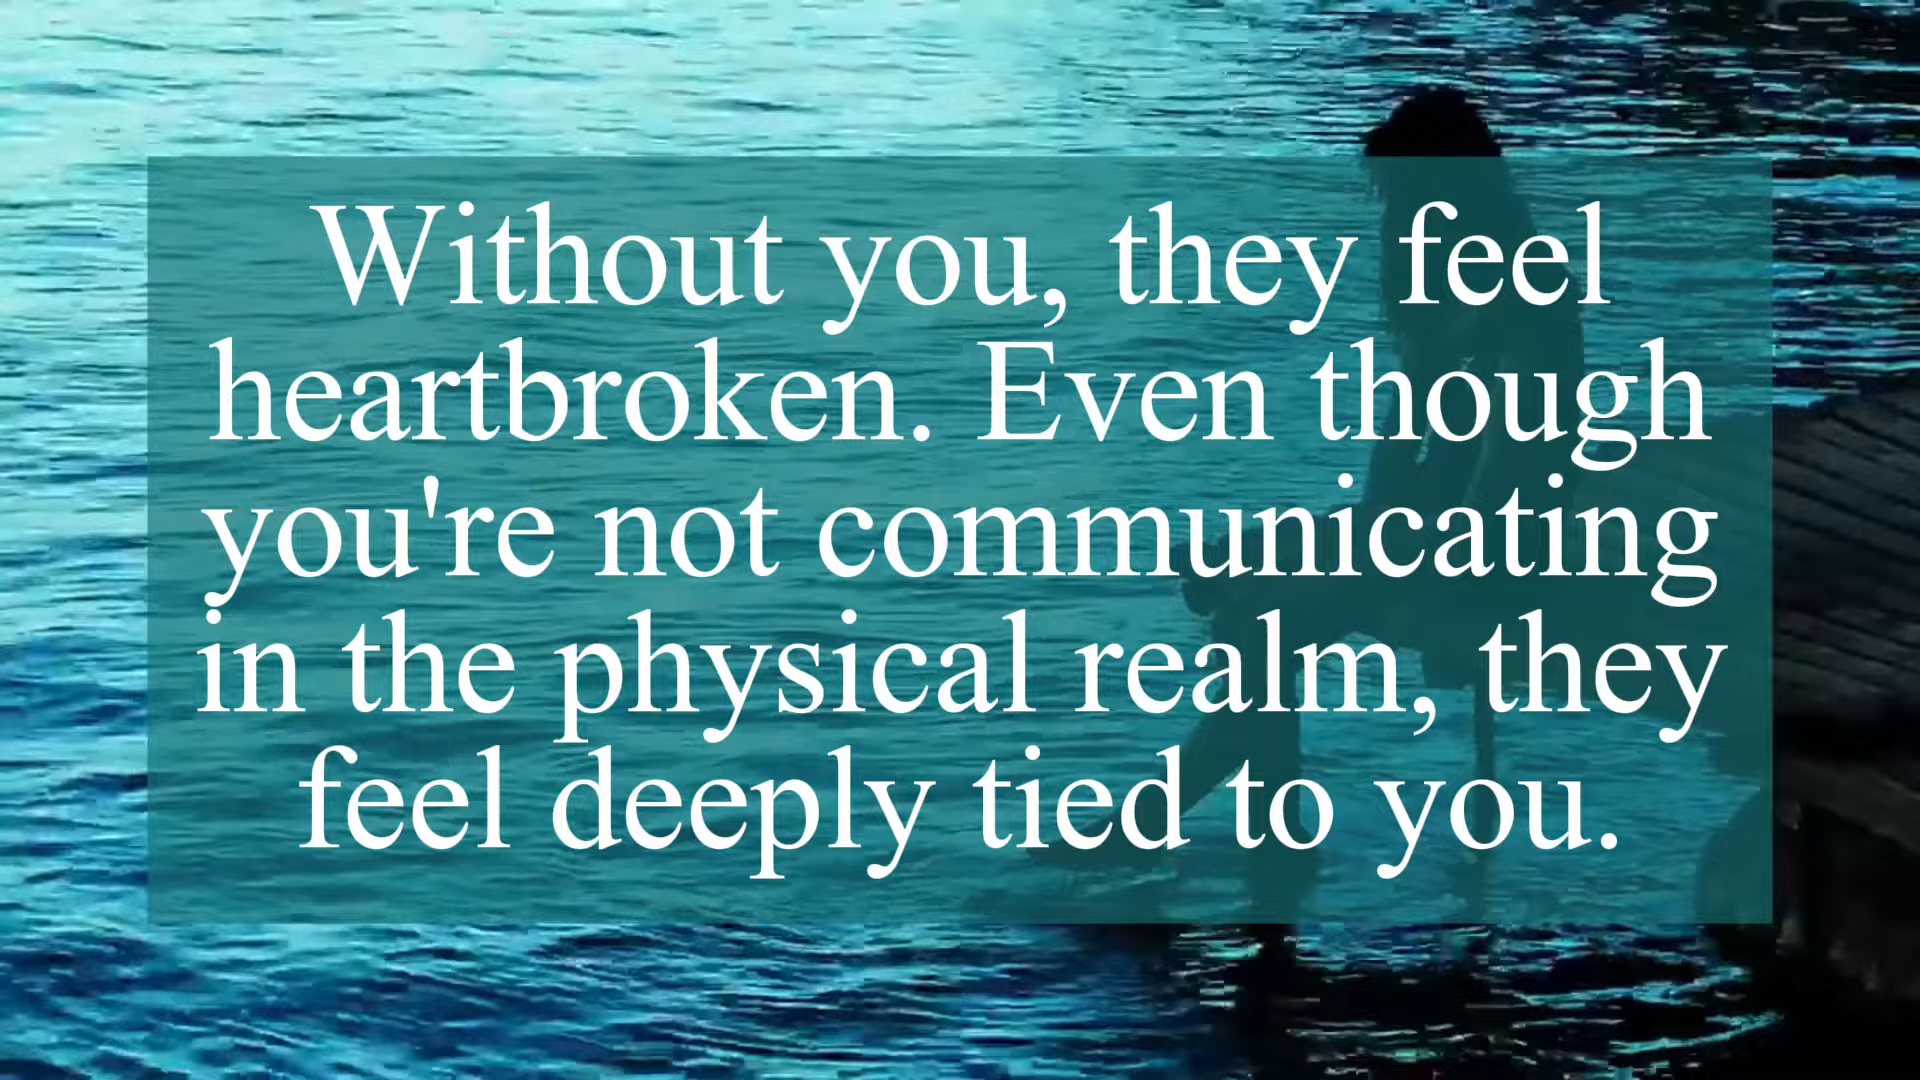 Without you, they feel
heartbroken. Even though
you're not communicating
in the physical realm, they
feel deeply tied to you.